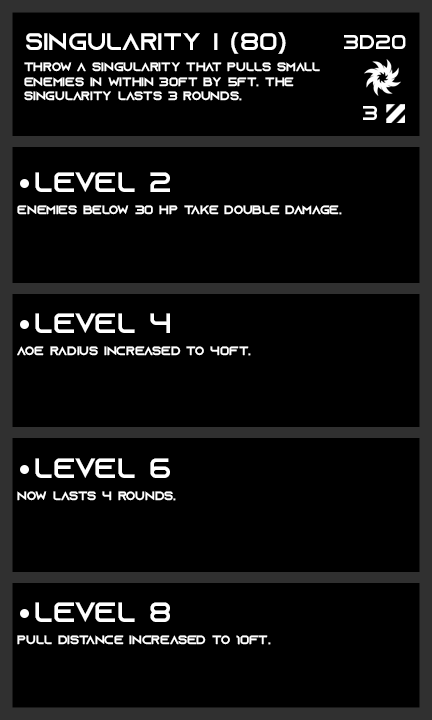 SINGULARITY I (80)
3D20
THROW A SINGULARITY THAT PULLS SMALL
ENEMIES IN WITHIN 30FT BY 5FT. THE
SINGULARITY LASTS 3 ROUNDS.
3
•LEVEL 2
ENEMIES BELOW 30 HP TAKE DOUBLE DAMAGE.
•LEVEL 4
AOE RADIUS INCREASED TO 40FT.
•LEVEL 6
NOW LASTS 4 ROUNDS.
•LEVEL 8
PULL DISTANCE INCREASED TO 10FT.